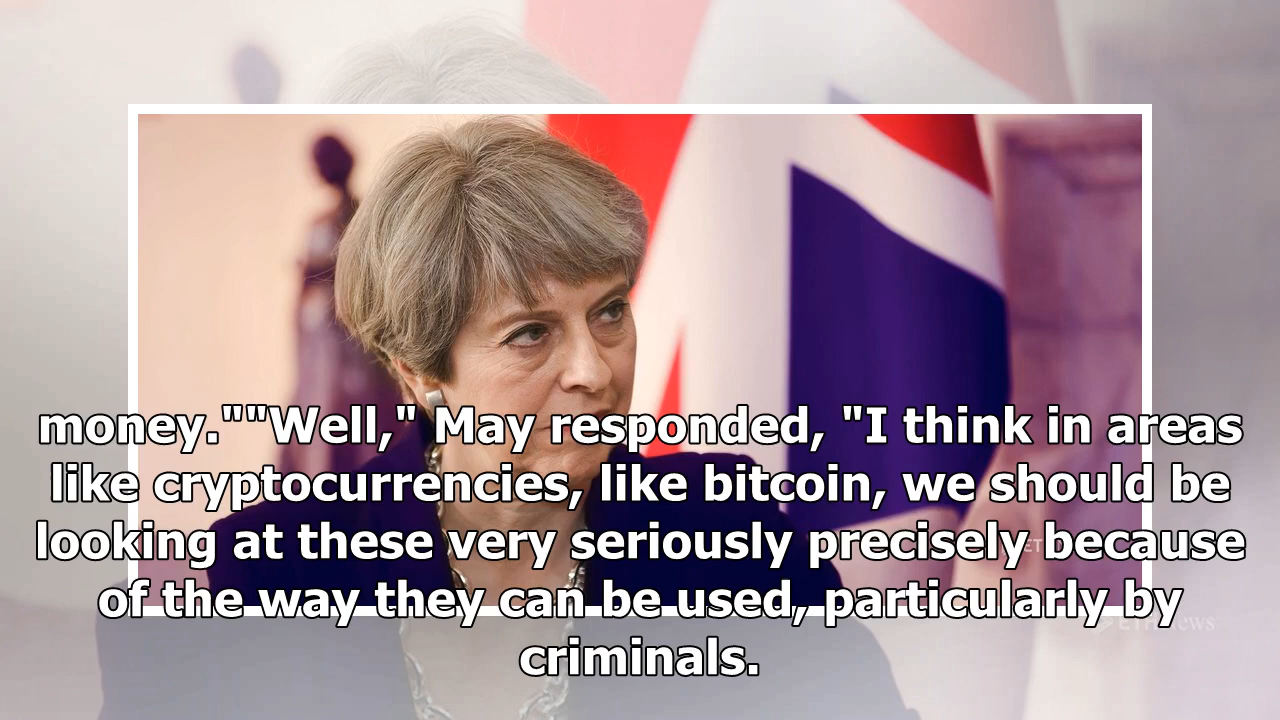 money.""Well," May responded, "I think in areas
like cryptocurrencies, like bitcoin, we should be
looking at these very seriously precisely because
of the way they can be used, particularly by
criminals.